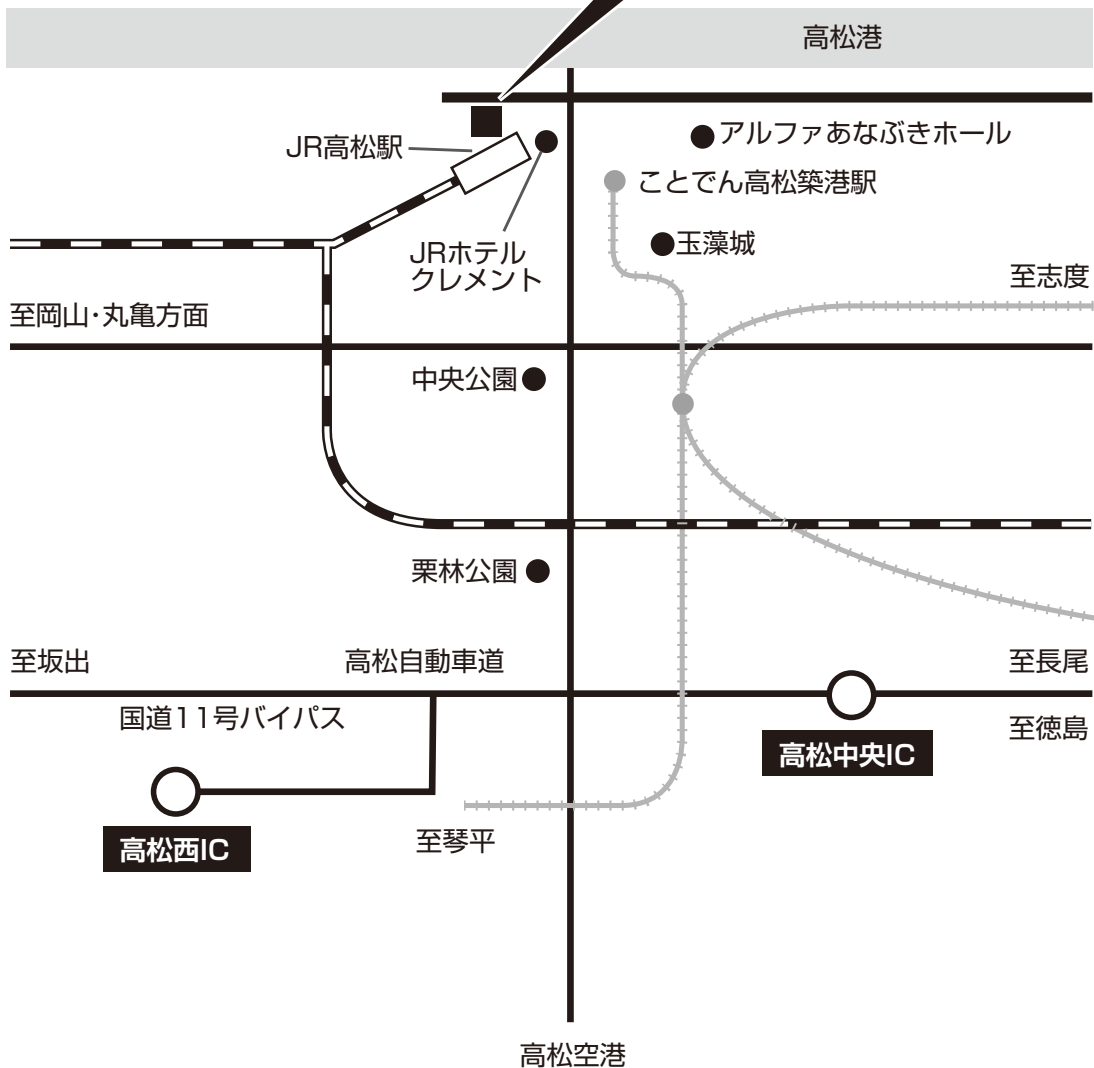 高松港
アルファあなぶきホール
JR高松駅
ことでん高松築港駅
玉藻城
JRホテル
クレメント
至志度
至岡山･丸亀方面
中央公園
栗林公園
至坂出
高松自動車道
至長尾
国道11号バイパス
至徳島
高松中央IC
至琴平
高松西IC
高松空港